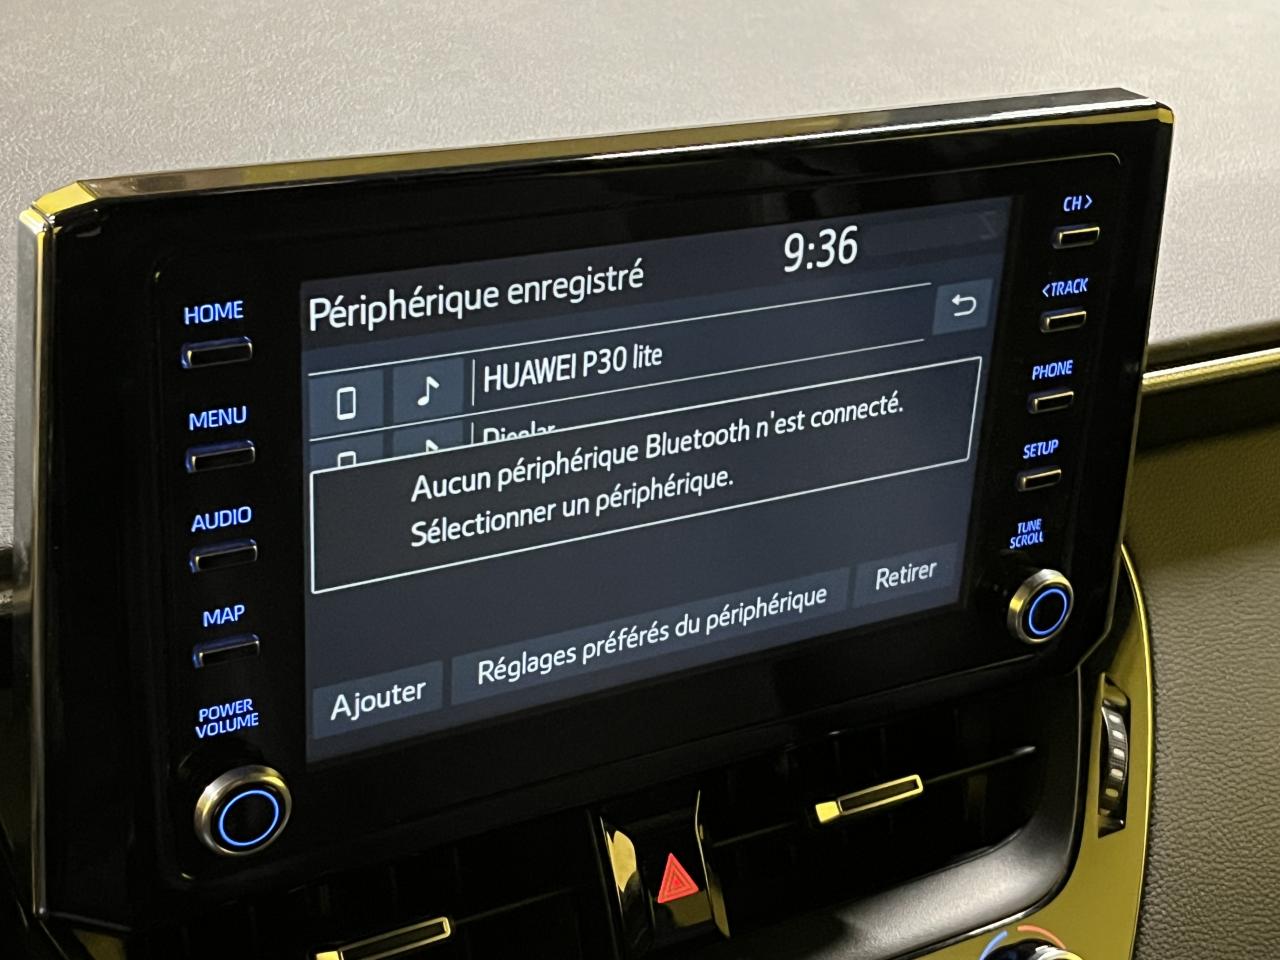 HOME
MENU
AUDIO
MAP
POWER
VOLUME
Périphérique enregistré
9:36
HUAWEI P30 lite
Aucun périphérique Bluetooth n'est connecté.
Sélectionner un périphérique.
Ajouter
Réglages préférés du périphérique
Retirer
CH>
<TRACK
PHONE
SETUP
TUNE
SCROLL